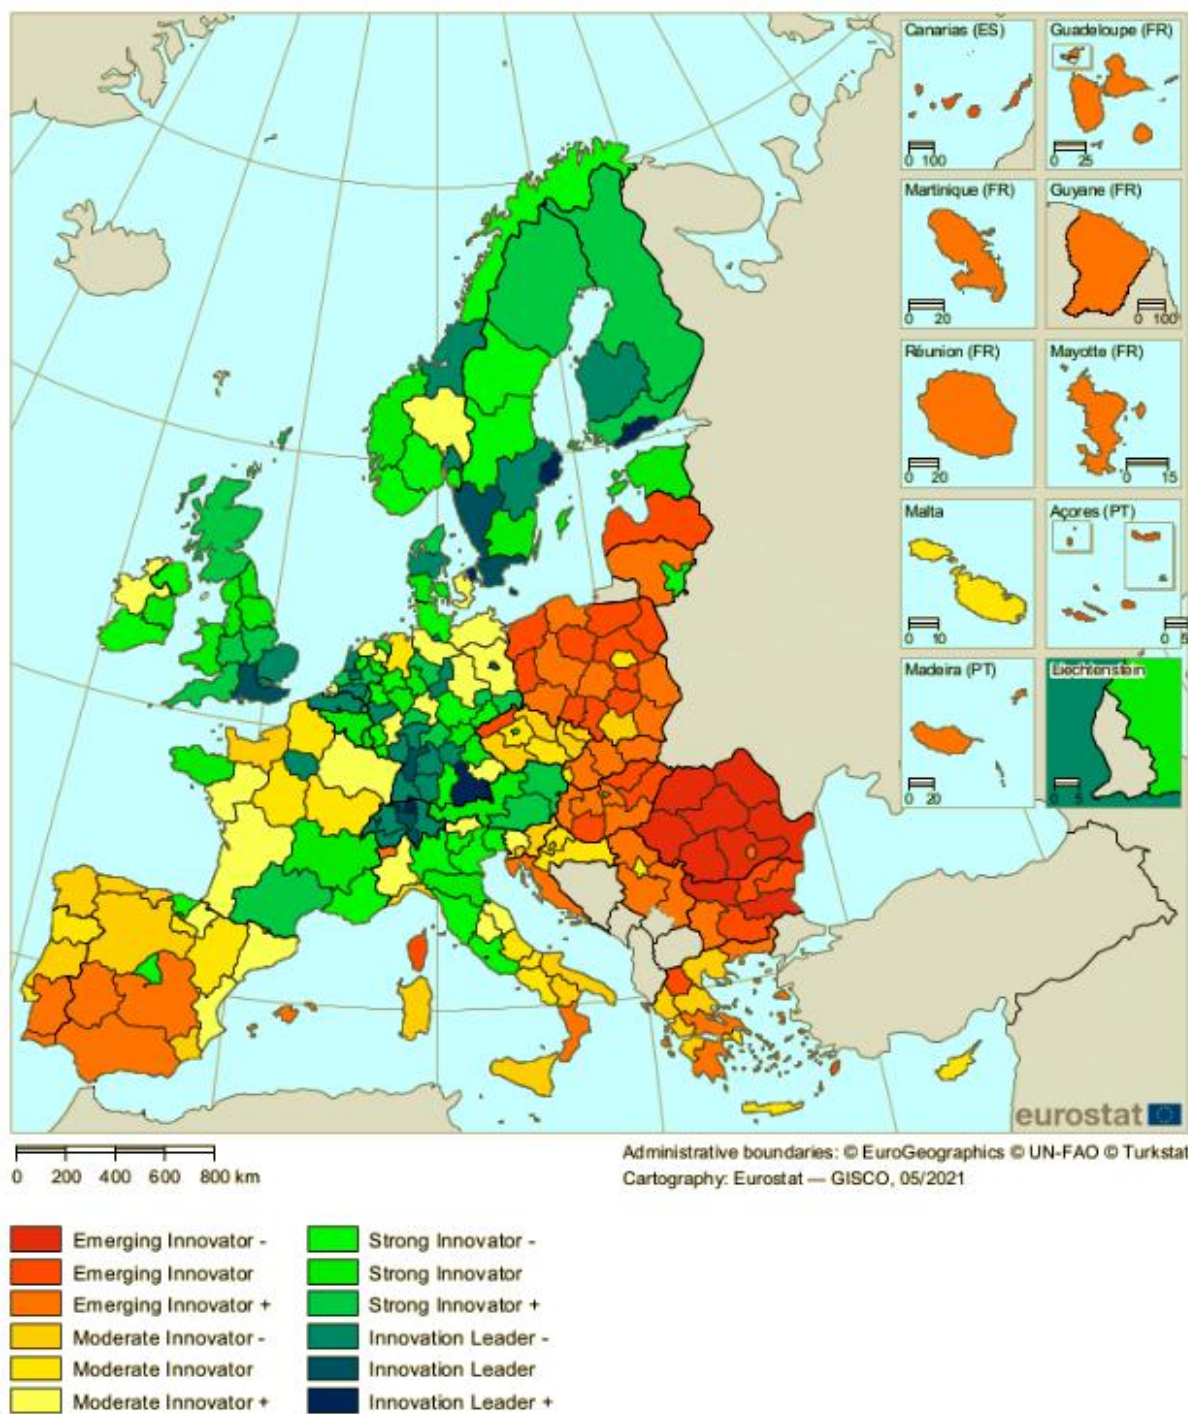 Canarias (ES)
0 100
Guadeloupe (FR)
0 25
Martinique (FR)
0 20
Guyane (FR)
0 100
Réunion (FR)
0 20
Mayotte (FR)
0 15
Malta
0 10
Açores (PT)
0 5
Madeira (PT)
0 20
Liechtenstein
0 5
eurostat
0 200 400 600 800 km
Administrative boundaries: © EuroGeographics © UN-FAO © Turkstat
Cartography: Eurostat — GISCO, 05/2021
Emerging Innovator -
Emerging Innovator
Emerging Innovator +
Moderate Innovator -
Moderate Innovator
Moderate Innovator +
Strong Innovator -
Strong Innovator
Strong Innovator +
Innovation Leader -
Innovation Leader
Innovation Leader +